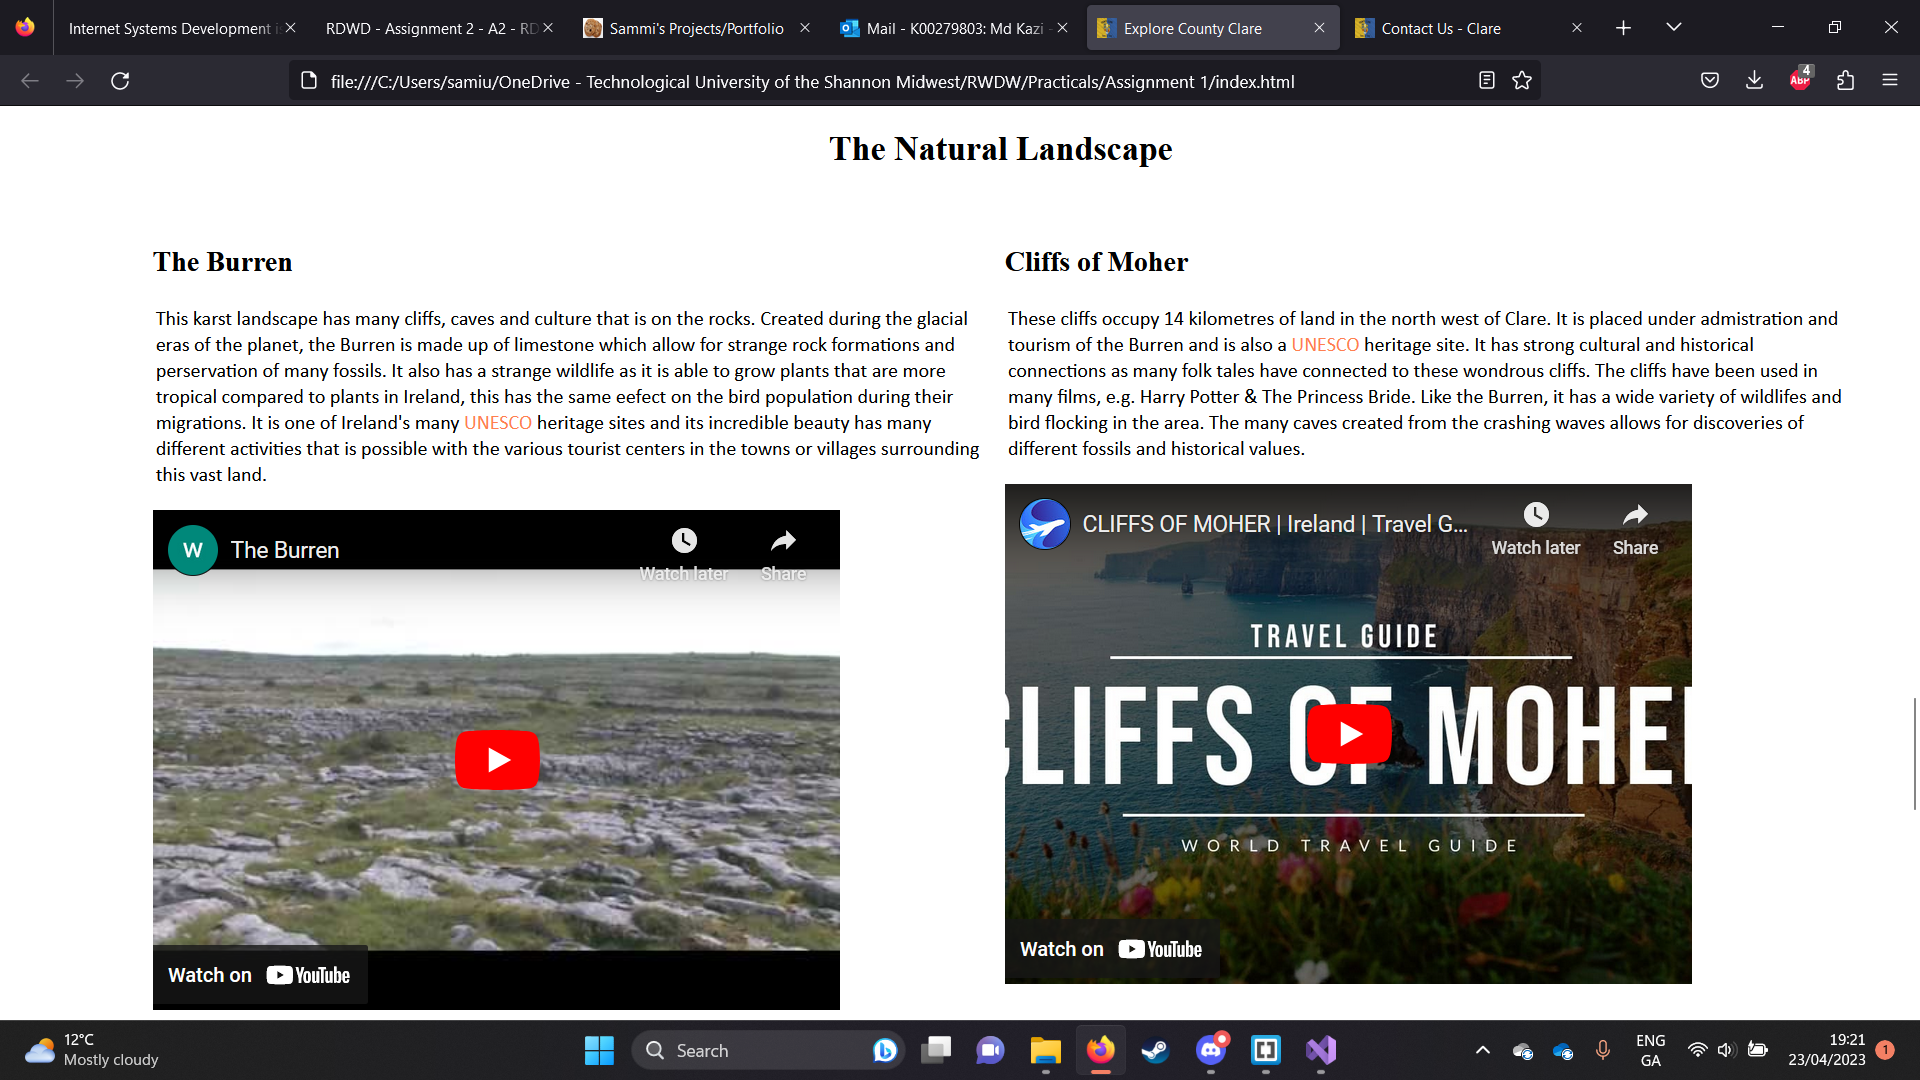 Internet Systems Development i
RDWD - Assignment 2 - A2 - RD
Sammi's Projects/Portfolio
Mail - K00279803: Md Kazi -
Explore County Clare
Contact Us - Clare
file:///C:/Users/samiu/OneDrive - Technological University of the Shannon Midwest/RWDW/Practicals/Assignment 1/index.html
ABP
4
The Natural Landscape
The Burren
This karst landscape has many cliffs, caves and culture that is on the rocks. Created during the glacial
eras of the planet, the Burren is made up of limestone which allow for strange rock formations and
perservation of many fossils. It also has a strange wildlife as it is able to grow plants that are more
tropical compared to plants in Ireland, this has the same eefect on the bird population during their
migrations. It is one of Ireland's many UNESCO heritage sites and its incredible beauty has many
different activities that is possible with the various tourist centers in the towns or villages surrounding
this vast land.
W
The Burren
Watch later
Share
Watch on YouTube
Cliffs of Moher
These cliffs occupy 14 kilometres of land in the north west of Clare. It is placed under admistration and
tourism of the Burren and is also a UNESCO heritage site. It has strong cultural and historical
connections as many folk tales have connected to these wondrous cliffs. The cliffs have been used in
many films, e.g. Harry Potter & The Princess Bride. Like the Burren, it has a wide variety of wildlifes and
bird flocking in the area. The many caves created from the crashing waves allows for discoveries of
different fossils and historical values.
CLIFFS OF MOHER | Ireland | Travel G...
Watch later
Share
TRAVEL GUIDE
CLIFFS OF MOHER
WORLD TRAVEL GUIDE
Watch on YouTube
12°C
Mostly cloudy
Search
ENG
GA
19:21
23/04/2023
1